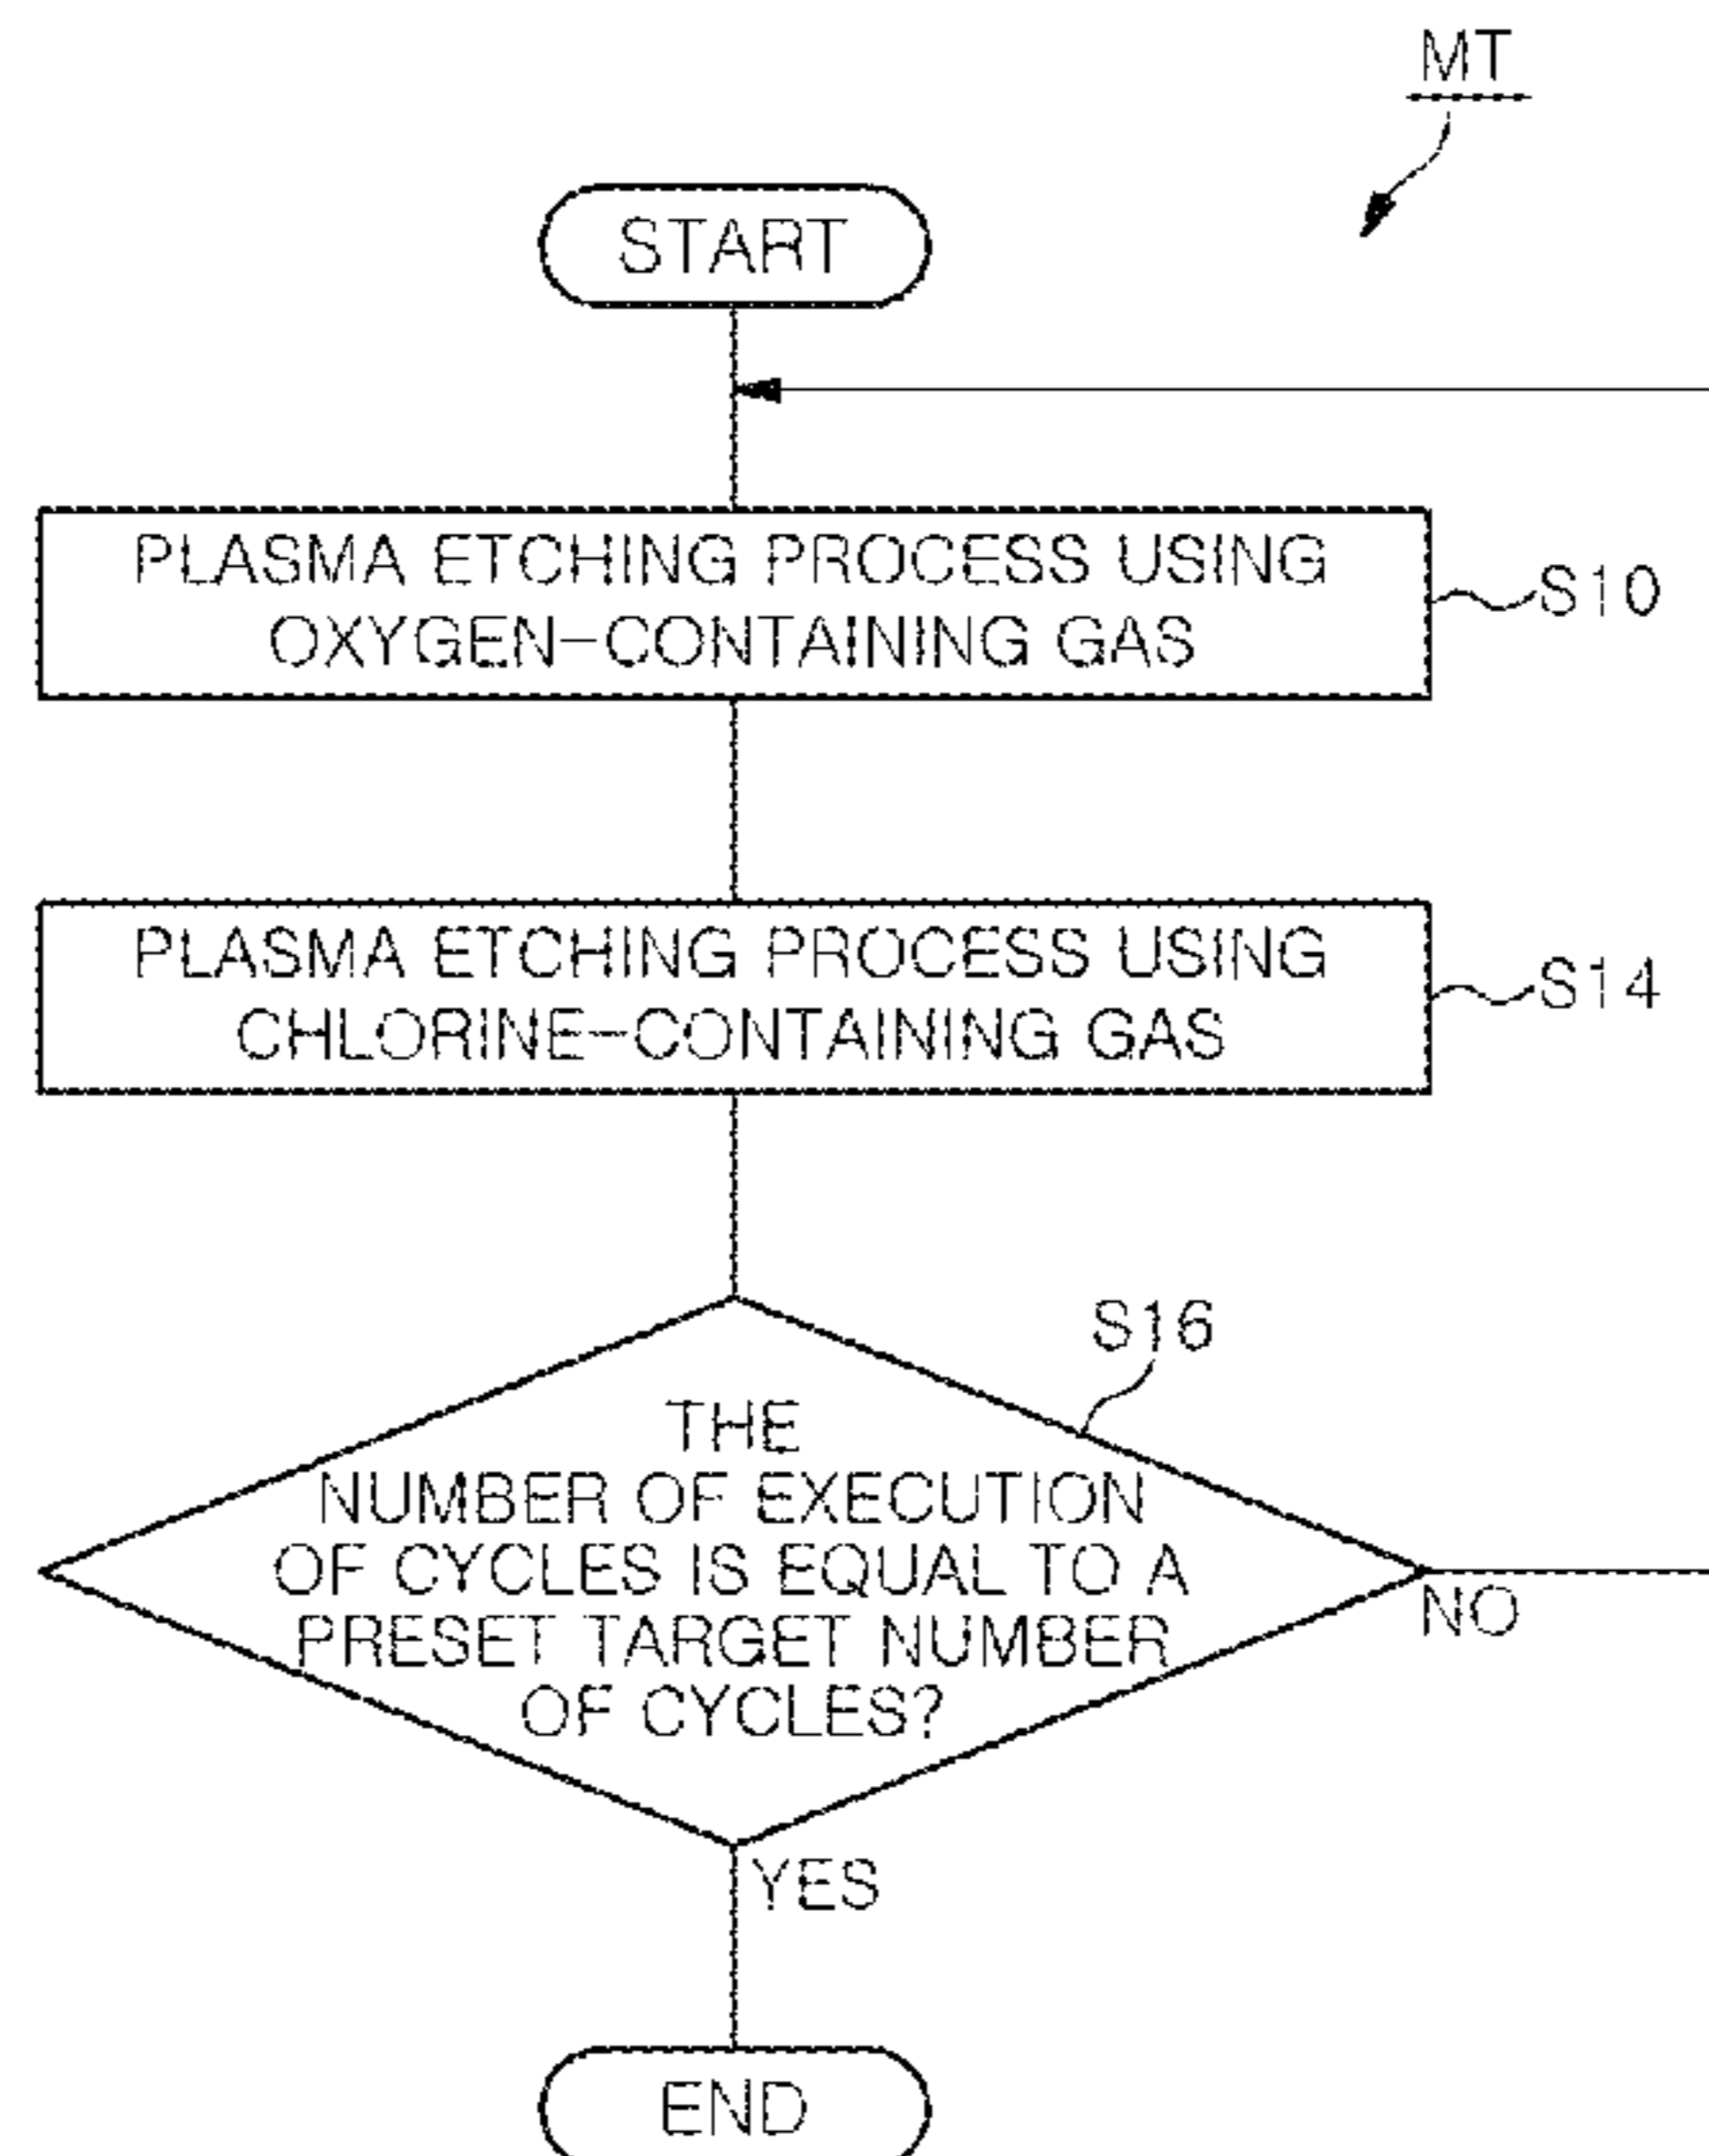 MT
START
PLASMA ETCHING PROCESS USING
OXYGEN-CONTAINING GAS
S10
PLASMA ETCHING PROCESS USING
CHLORINE-CONTAINING GAS
S14
S16
THE
NUMBER OF EXECUTION
OF CYCLES IS EQUAL TO A
PRESET TARGET NUMBER
OF CYCLES?
NO
YES
END